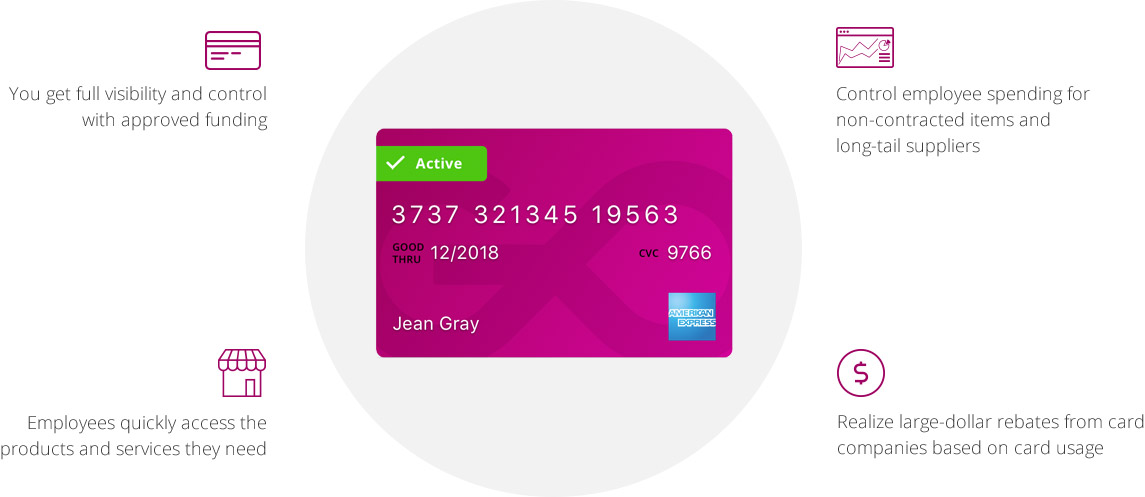 You get full visibility and control
with approved funding
Control employee spending for
non-contracted items and
long-tail suppliers
Active
3737 321345 19563
GOOD
THRU 12/2018
CVC 9766
Jean Gray
AMERICAN
EXPRESS
Employees quickly access the
products and services they need
$
Realize large-dollar rebates from card
companies based on card usage